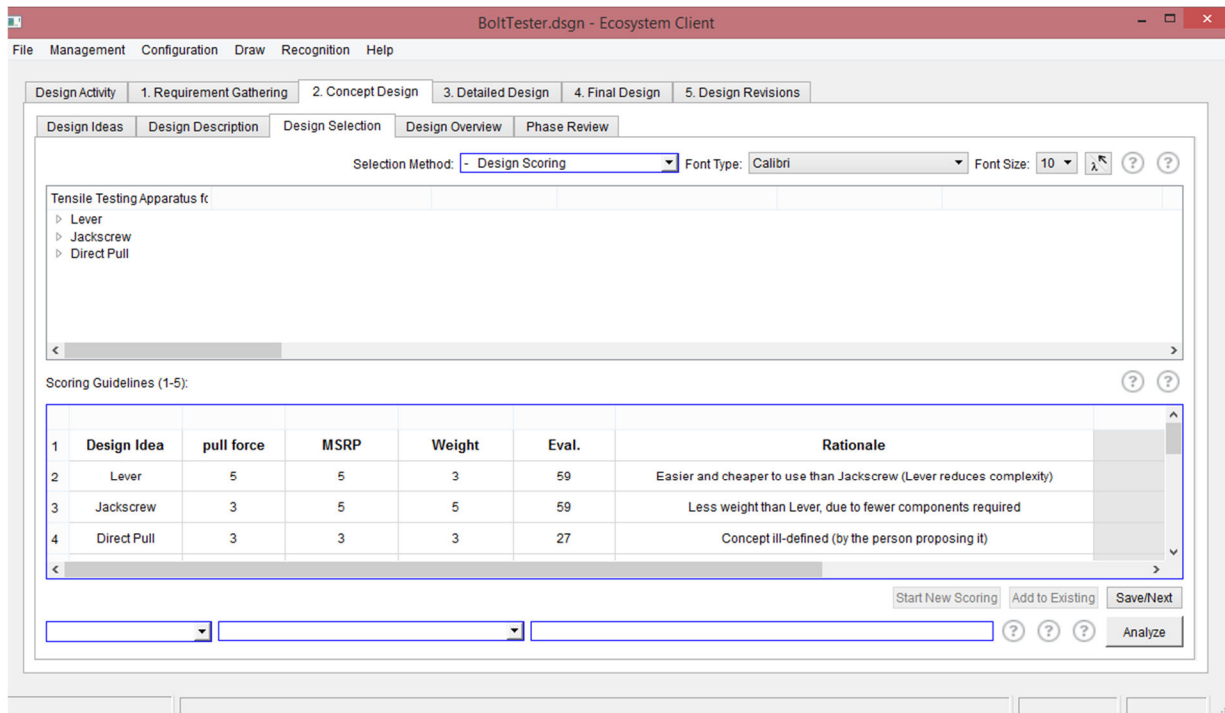 BoltTester.dsgn - Ecosystem Client
File Management Configuration Draw Recognition Help
Design Activity 1. Requirement Gathering 2. Concept Design 3. Detailed Design 4. Final Design 5. Design Revisions
Design Ideas Design Description Design Selection Design Overview Phase Review
Selection Method: - Design Scoring Font Type: Calibri Font Size: 10 λ ? ?
Tensile Testing Apparatus fo
Lever
Jackscrew
Direct Pull
Scoring Guidelines (1-5): ? ?
1 Design Idea pull force MSRP Weight Eval. Rationale
2 Lever 5 5 3 59 Easier and cheaper to use than Jackscrew (Lever reduces complexity)
3 Jackscrew 3 5 5 59 Less weight than Lever, due to fewer components required
4 Direct Pull 3 3 3 27 Concept ill-defined (by the person proposing it)
Start New Scoring Add to Existing Save/Next
? ? ? Analyze